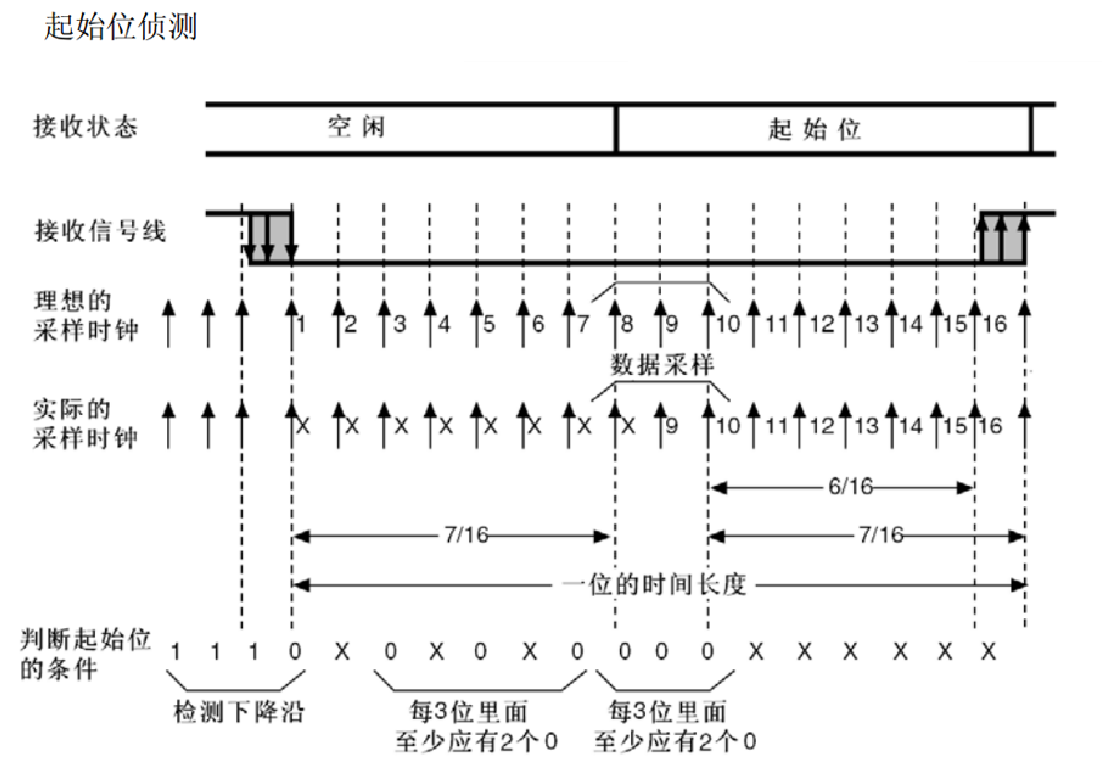 起始位侦测
接收状态
空闲
起始位
接收信号线
理想的
采样时钟
1 2 3 4 5 6 7 8 9 10 11 12 13 14 15 16
数据采样
实际的
采样时钟
X X X X X X X X 9 10 11 12 13 14 15 16
6/16
7/16
7/16
一位的时间长度
判断起始位
的条件
1 1 1 0 X 0 X 0 X 0 0 0 0 X X X X X X
检测下降沿
每3位里面
至少应有2个0
每3位里面
至少应有2个0